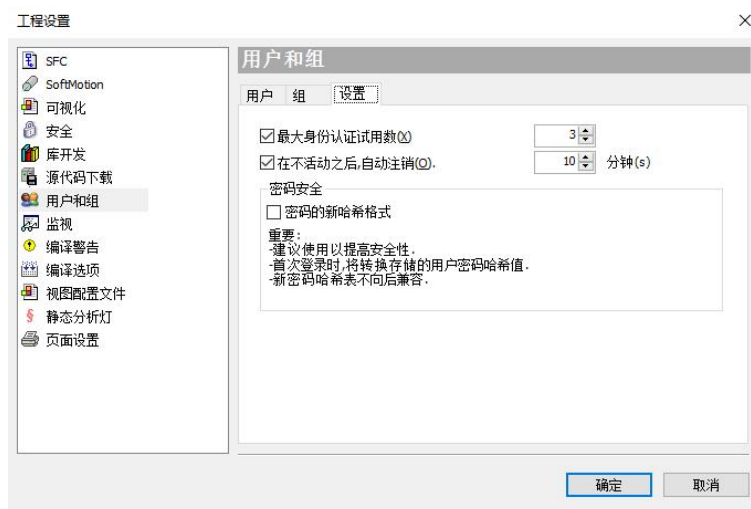 工程设置
SFC
SoftMotion
可视化
安全
库开发
源代码下载
用户和组
监视
编译警告
编译选项
视图配置文件
静态分析灯
页面设置
用户和组
用户 组 设置
最大身份认证试用数(X) 3
在不活动之后,自动注销(O). 10 分钟(s)
密码安全
密码的新哈希格式
重要:
-建议使用以提高安全性.
-首次登录时,将转换存储的用户密码哈希值.
-新密码哈希表不向后兼容.
确定 取消